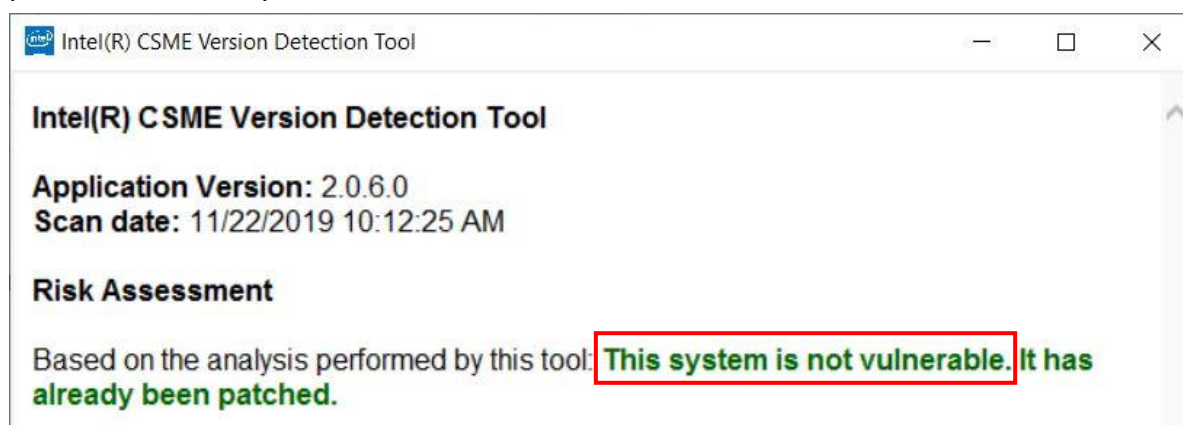 Intel(R) CSME Version Detection Tool
Intel(R) CSME Version Detection Tool
Application Version: 2.0.6.0
Scan date: 11/22/2019 10:12:25 AM
Risk Assessment
Based on the analysis performed by this tool: This system is not vulnerable. It has
already been patched.